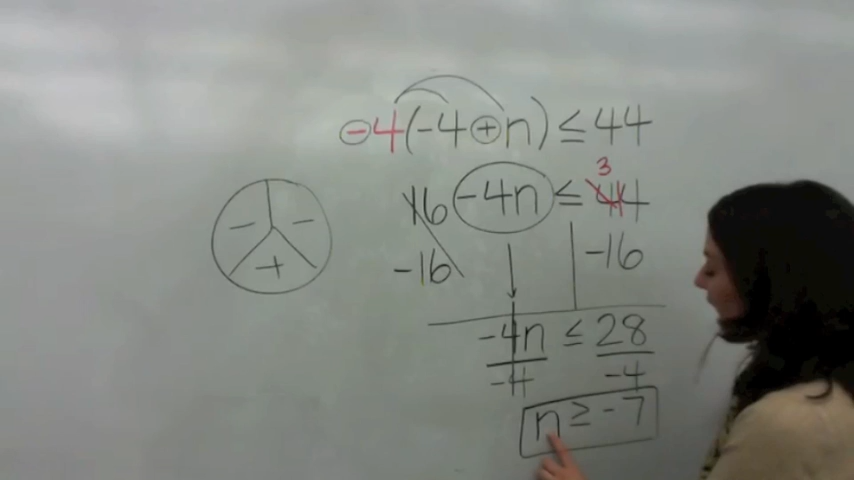 -4(-4+n) ≤ 44
3
16 -4n ≤ 44
- - +
-16 -16
-4n ≤ 28
-4 -4
n ≥ -7